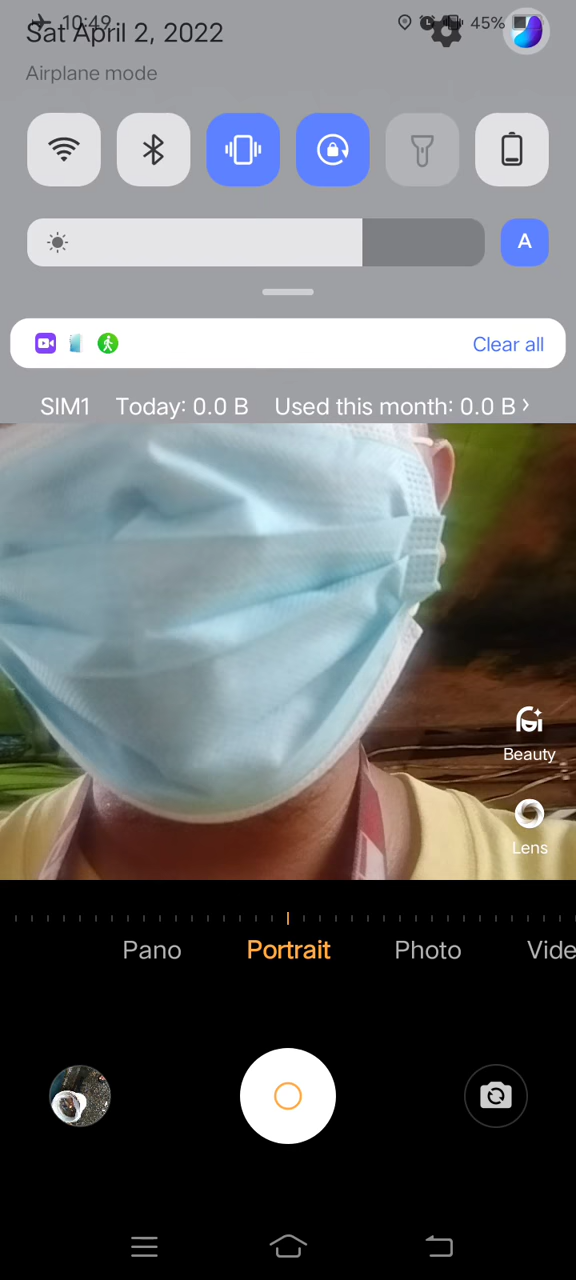 10:49
45%
Sat April 2, 2022
Airplane mode
A
Clear all
SIM1 Today: 0.0 B Used this month: 0.0 B ›
Beauty
Lens
Pano Portrait Photo Vide